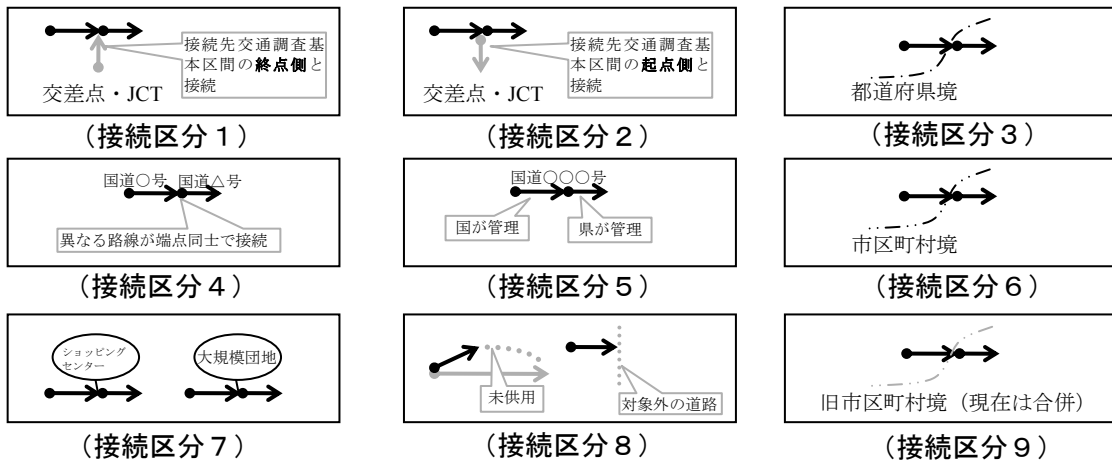 接続先交通調査基
本区間の終点側と
接続
交差点・JCT
(接続区分１)
接続先交通調査基
本区間の起点側と
接続
交差点・JCT
(接続区分２)
都道府県境
(接続区分３)
国道○号 国道△号
異なる路線が端点同士で接続
(接続区分４)
国道○○○号
国が管理
県が管理
(接続区分５)
市区町村境
(接続区分６)
ショッピング
センター
大規模団地
(接続区分７)
未供用
対象外の道路
(接続区分８)
旧市区町村境（現在は合併）
(接続区分９)